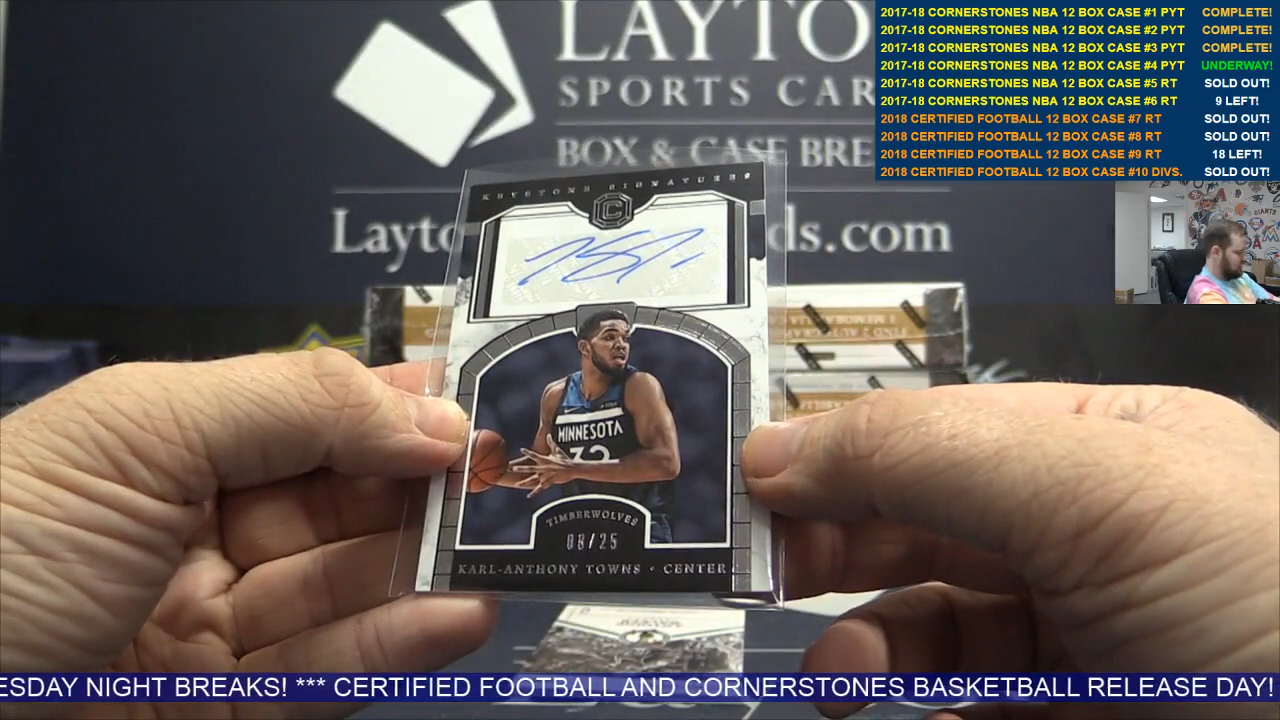 LAYTO
SPORTS CAR
BOX & CASE BRE
Layto
ds.com
2017-18 CORNERSTONES NBA 12 BOX CASE #1 PYT COMPLETE!
2017-18 CORNERSTONES NBA 12 BOX CASE #2 PYT COMPLETE!
2017-18 CORNERSTONES NBA 12 BOX CASE #3 PYT COMPLETE!
2017-18 CORNERSTONES NBA 12 BOX CASE #4 PYT UNDERWAY!
2017-18 CORNERSTONES NBA 12 BOX CASE #5 RT SOLD OUT!
2017-18 CORNERSTONES NBA 12 BOX CASE #6 RT 9 LEFT!
2018 CERTIFIED FOOTBALL 12 BOX CASE #7 RT SOLD OUT!
2018 CERTIFIED FOOTBALL 12 BOX CASE #8 RT SOLD OUT!
2018 CERTIFIED FOOTBALL 12 BOX CASE #9 RT 18 LEFT!
2018 CERTIFIED FOOTBALL 12 BOX CASE #10 DIVS. SOLD OUT!
KEYSTONE SIGNATURES
C
MINNESOTA
32
TIMBERWOLVES
08/25
KARL-ANTHONY TOWNS • CENTER
ESDAY NIGHT BREAKS! *** CERTIFIED FOOTBALL AND CORNERSTONES BASKETBALL RELEASE DAY!